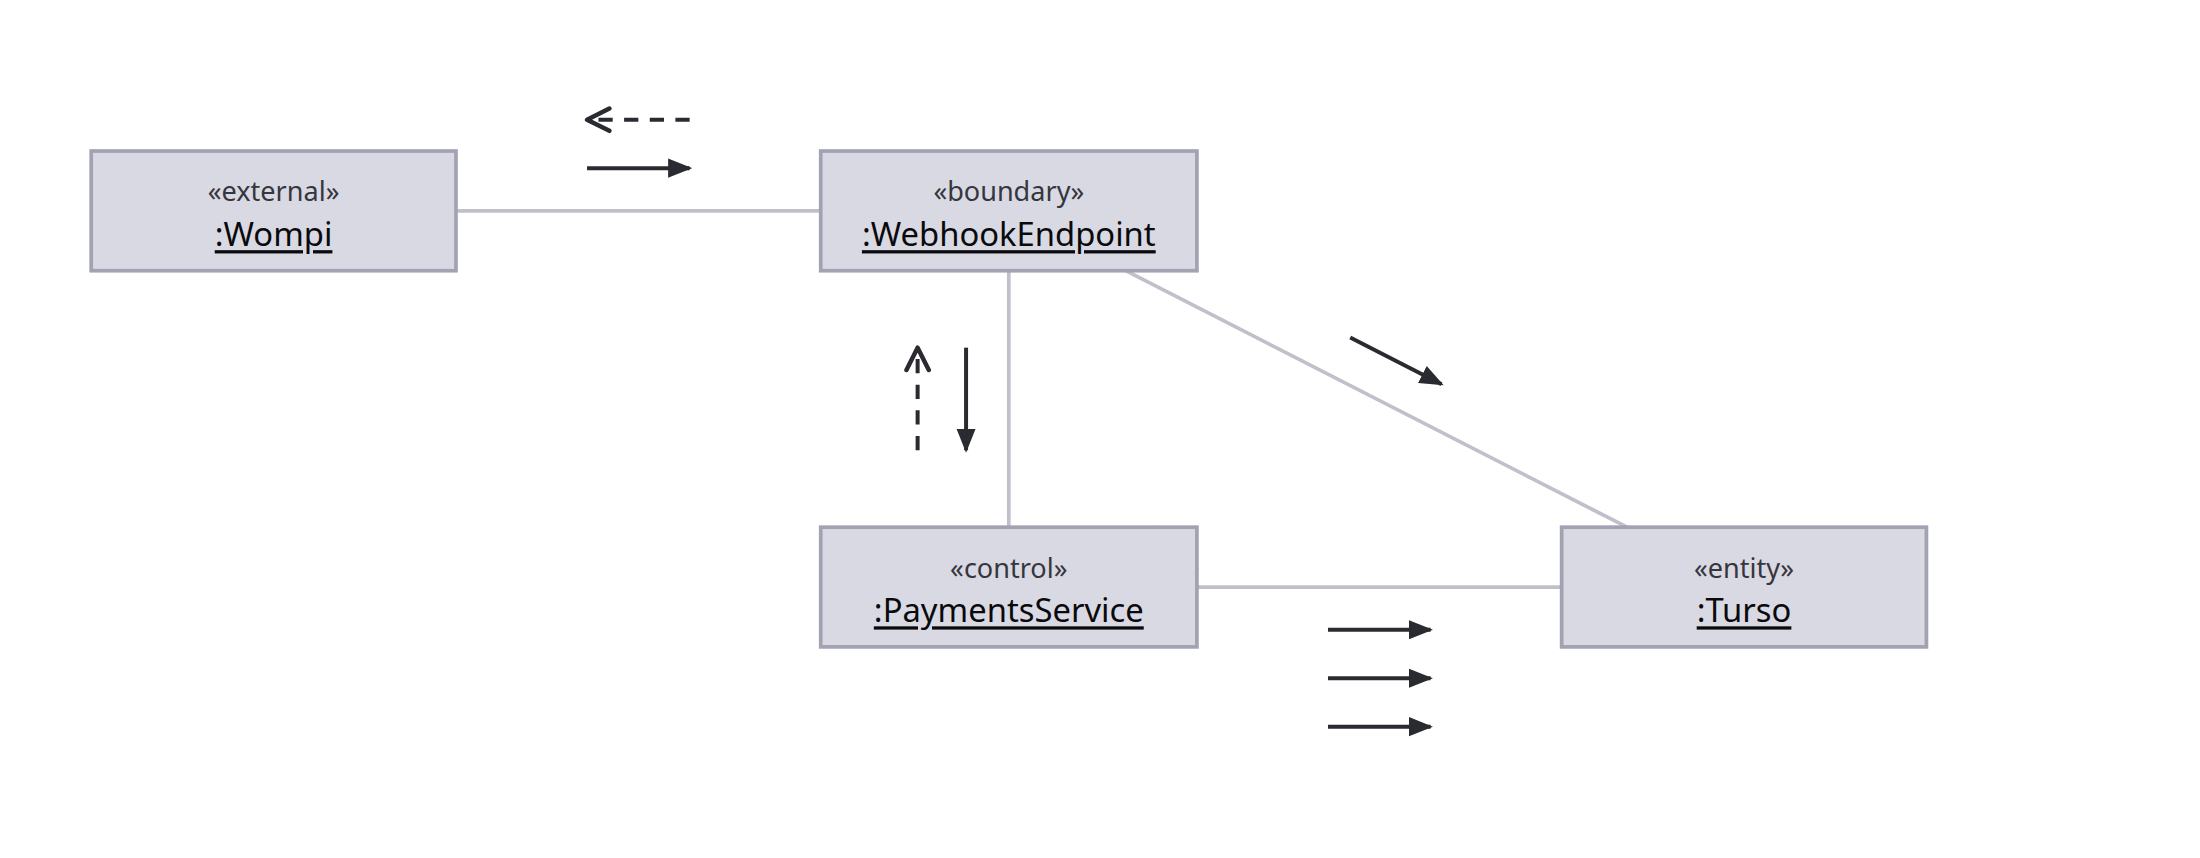 «external»
:Wompi
«boundary»
:WebhookEndpoint
«control»
:PaymentsService
«entity»
:Turso